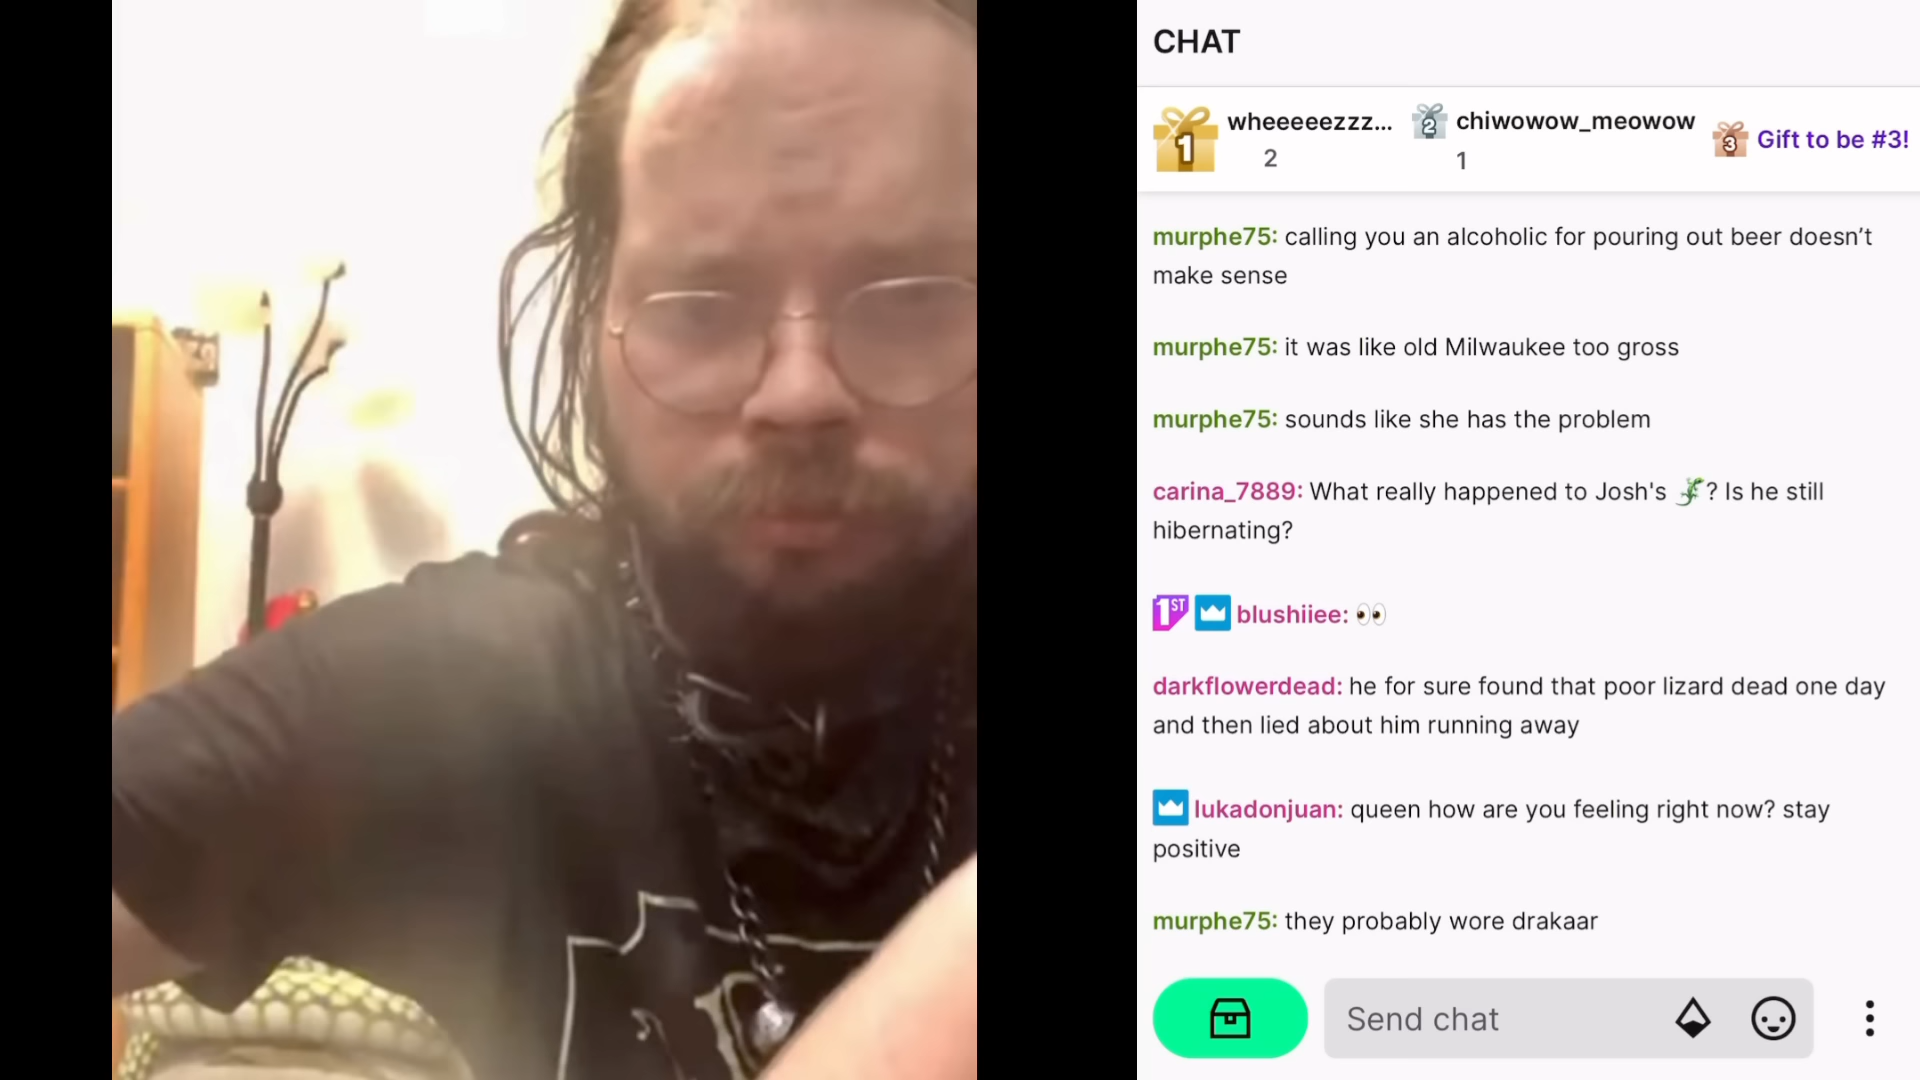 CHAT
1 wheeeeezzz... 2 chiwowow_meowow 3 Gift to be #3!
2 1
murphe75: calling you an alcoholic for pouring out beer doesn’t
make sense
murphe75: it was like old Milwaukee too gross
murphe75: sounds like she has the problem
carina_7889: What really happened to Josh's 🦎? Is he still
hibernating?
1ST blushiiee: 👀
darkflowerdead: he for sure found that poor lizard dead one day
and then lied about him running away
lukadonjuan: queen how are you feeling right now? stay
positive
murphe75: they probably wore drakaar
Send chat